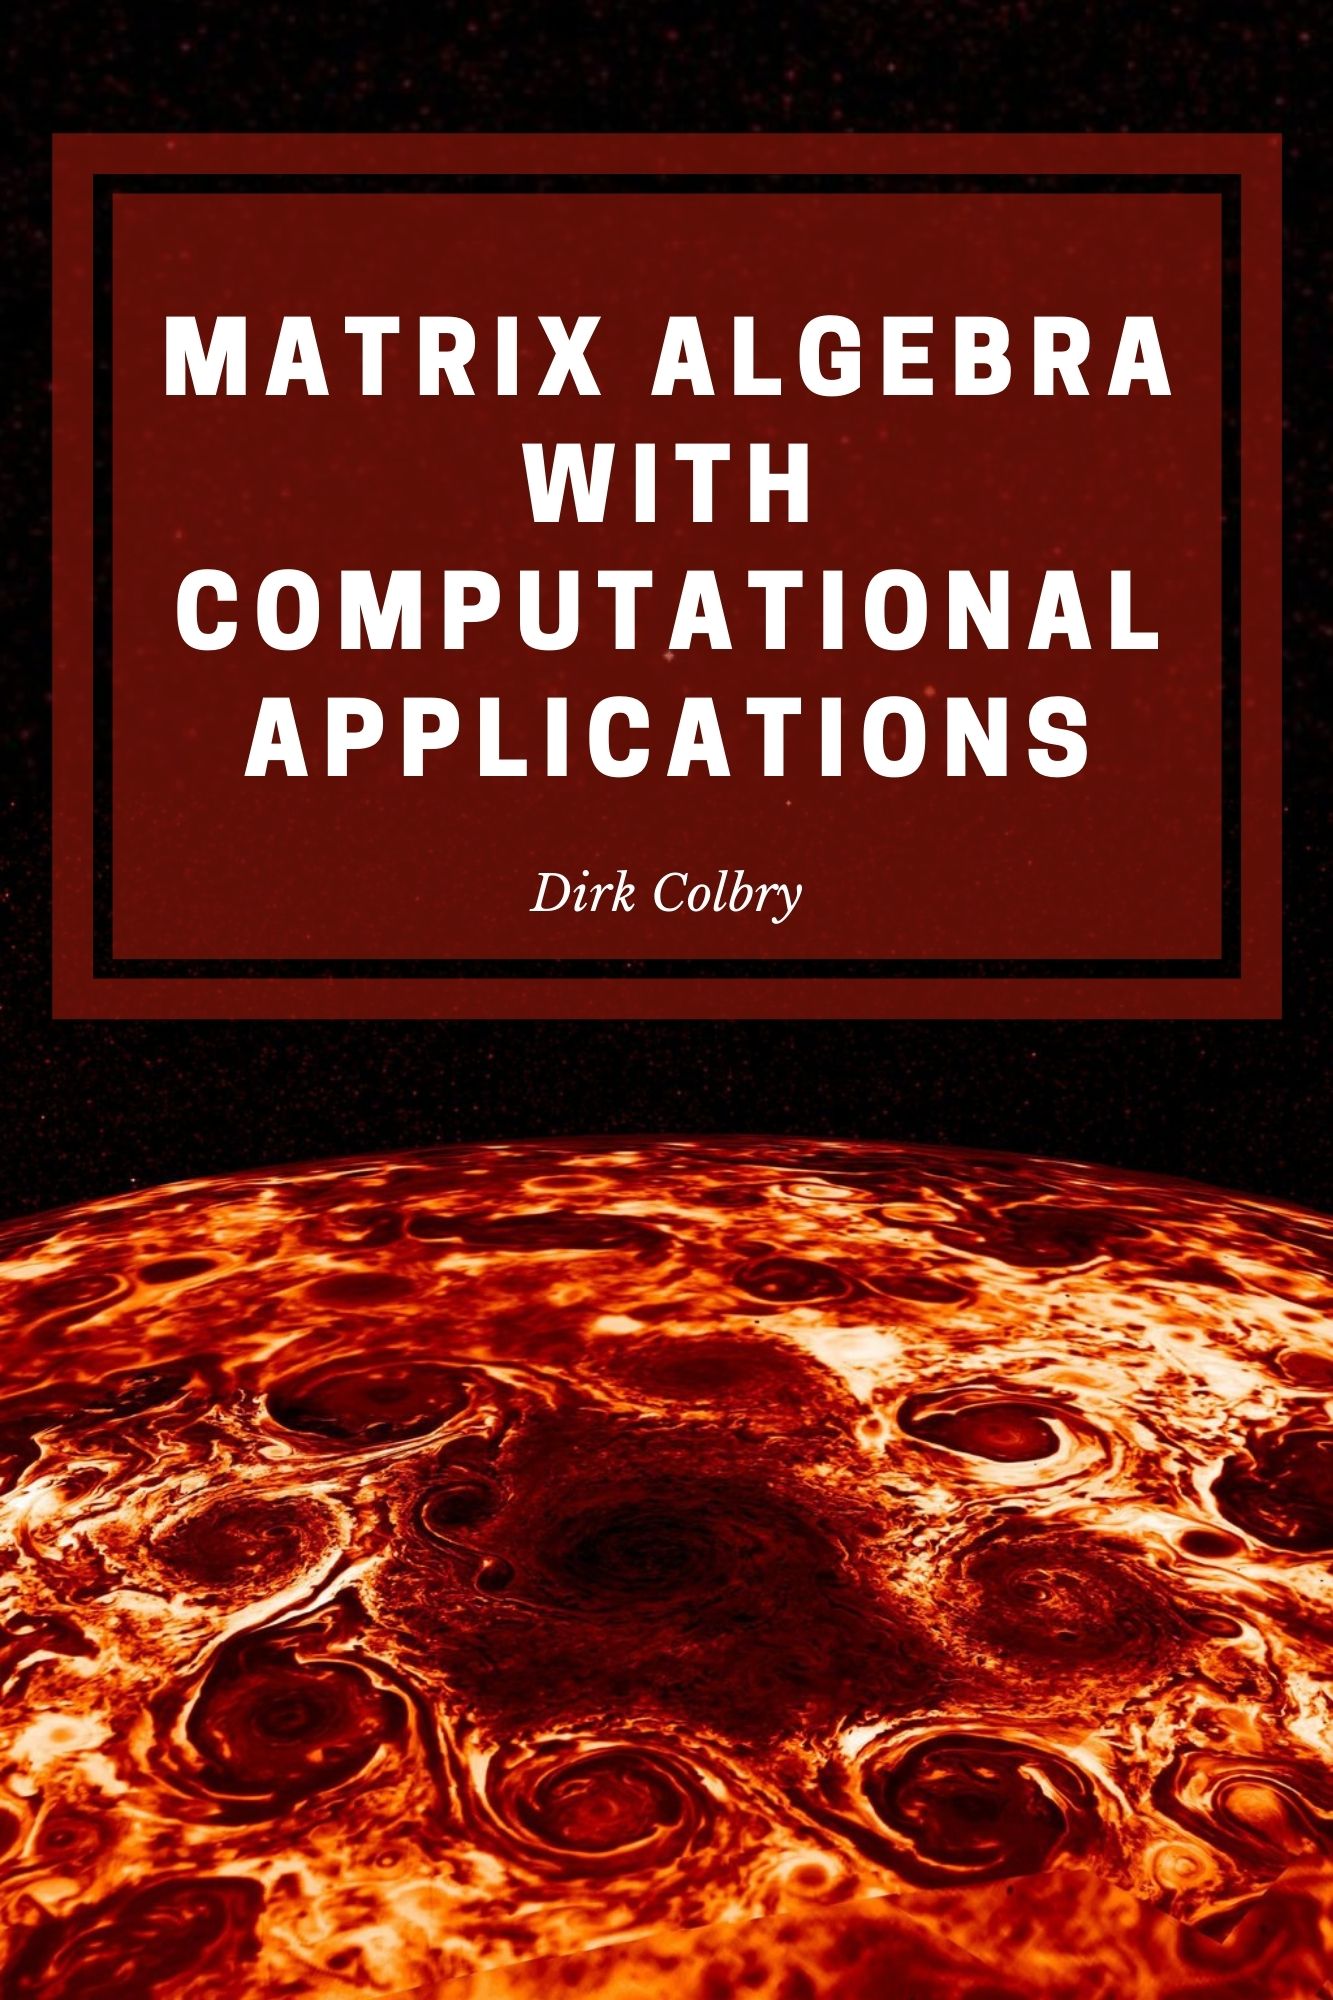 MATRIX ALGEBRA
WITH
COMPUTATIONAL
APPLICATIONS
Dirk Colbry